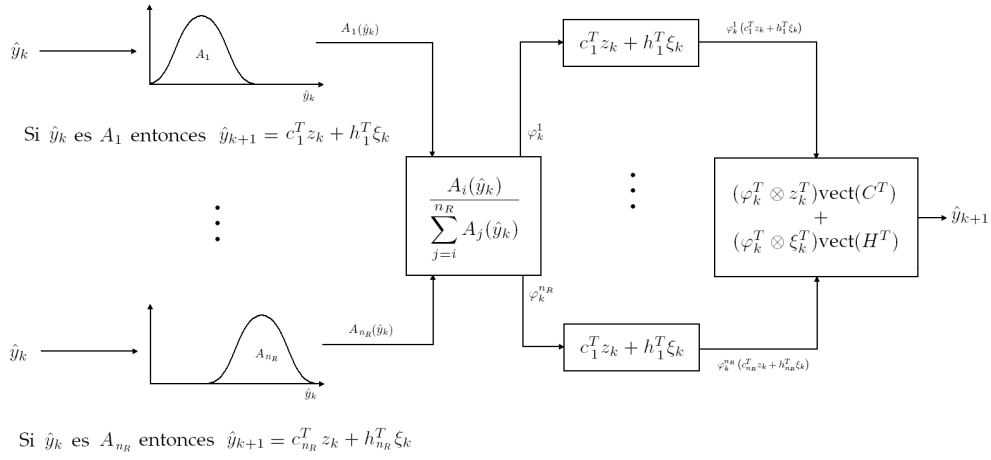 ŷ_k
A_1
ŷ_k
A_1(ŷ_k)
Si ŷ_k es A_1 entonces ŷ_{k+1} = c_1^T z_k + h_1^T ξ_k
ŷ_k
A_{n_R}
ŷ_k
A_{n_R}(ŷ_k)
Si ŷ_k es A_{n_R} entonces ŷ_{k+1} = c_{n_R}^T z_k + h_{n_R}^T ξ_k
A_i(ŷ_k)
n_R
∑ A_j(ŷ_k)
j=i
φ_k^1
φ_k^{n_R}
c_1^T z_k + h_1^T ξ_k
c_1^T z_k + h_1^T ξ_k
φ_k^1 (c_1^T z_k + h_1^T ξ_k)
φ_k^{n_R} (c_{n_R}^T z_k + h_{n_R}^T ξ_k)
(φ_k^T ⊗ z_k^T)vect(C^T)
+
(φ_k^T ⊗ ξ_k^T)vect(H^T)
ŷ_{k+1}